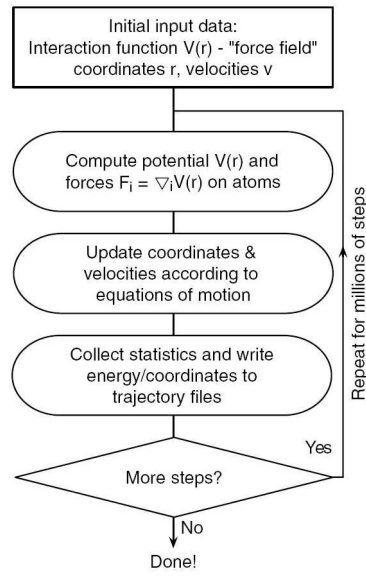 Initial input data:
Interaction function V(r) - "force field"
coordinates r, velocities v
Compute potential V(r) and
forces Fᵢ = ▽ᵢV(r) on atoms
Update coordinates &
velocities according to
equations of motion
Collect statistics and write
energy/coordinates to
trajectory files
More steps?
Yes
Repeat for millions of steps
No
Done!